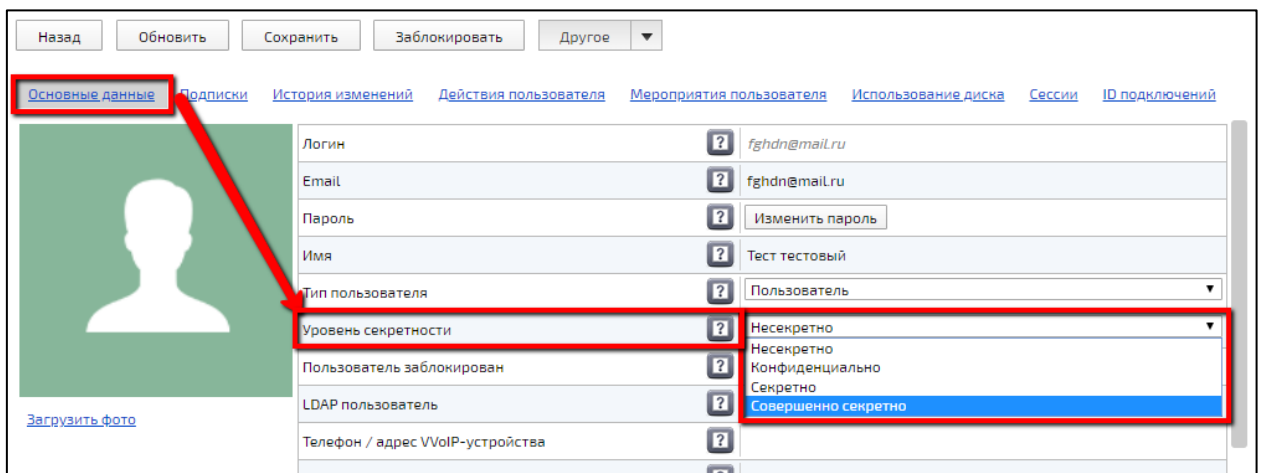 Назад Обновить Сохранить Заблокировать Другое
Основные данные Подписки История изменений Действия пользователя Мероприятия пользователя Использование диска Сессии ID подключений
Логин ? fghdn@mail.ru
Email ? fghdn@mail.ru
Пароль ? Изменить пароль
Имя ? Тест тестовый
Тип пользователя ? Пользователь
Уровень секретности ? Несекретно
Несекретно
Пользователь заблокирован ? Конфиденциально
Секретно
LDAP пользователь ? Совершенно секретно
Загрузить фото
Телефон / адрес VVoIP-устройства ?